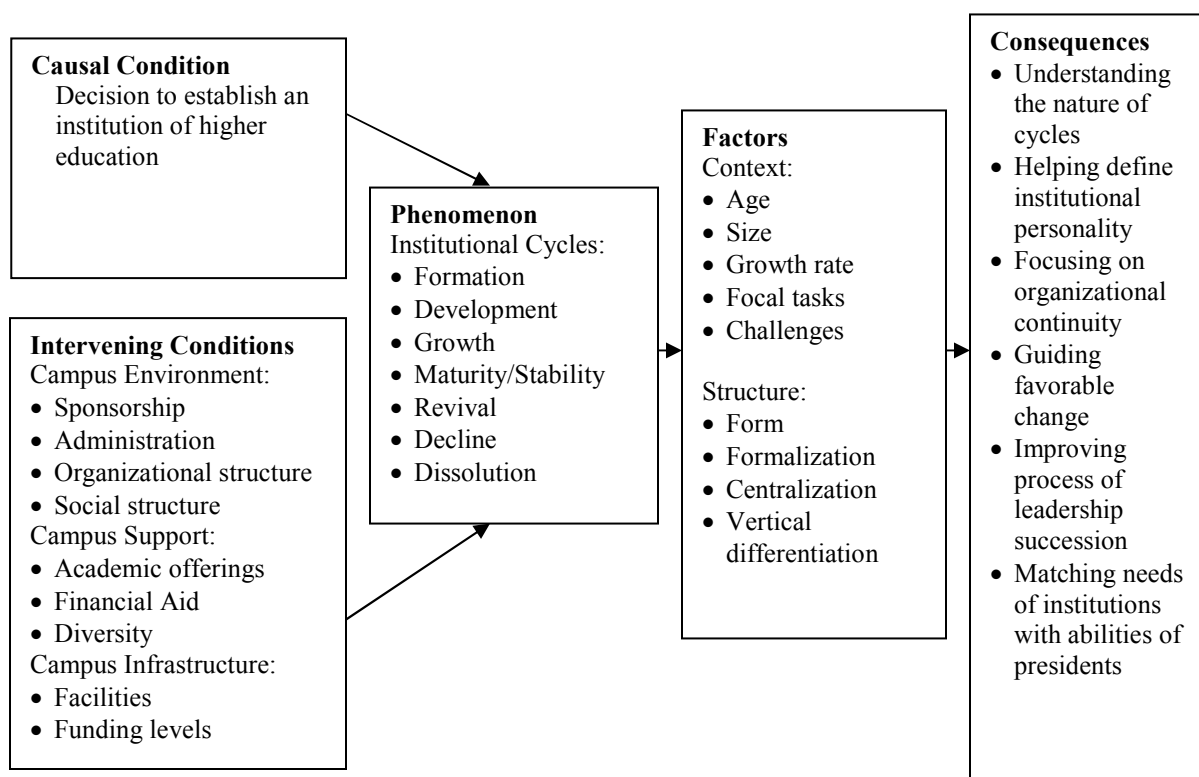 Causal Condition
Decision to establish an
institution of higher
education
Intervening Conditions
Campus Environment:
• Sponsorship
• Administration
• Organizational structure
• Social structure
Campus Support:
• Academic offerings
• Financial Aid
• Diversity
Campus Infrastructure:
• Facilities
• Funding levels
Phenomenon
Institutional Cycles:
• Formation
• Development
• Growth
• Maturity/Stability
• Revival
• Decline
• Dissolution
Factors
Context:
• Age
• Size
• Growth rate
• Focal tasks
• Challenges
Structure:
• Form
• Formalization
• Centralization
• Vertical
differentiation
Consequences
• Understanding
the nature of
cycles
• Helping define
institutional
personality
• Focusing on
organizational
continuity
• Guiding
favorable
change
• Improving
process of
leadership
succession
• Matching needs
of institutions
with abilities of
presidents